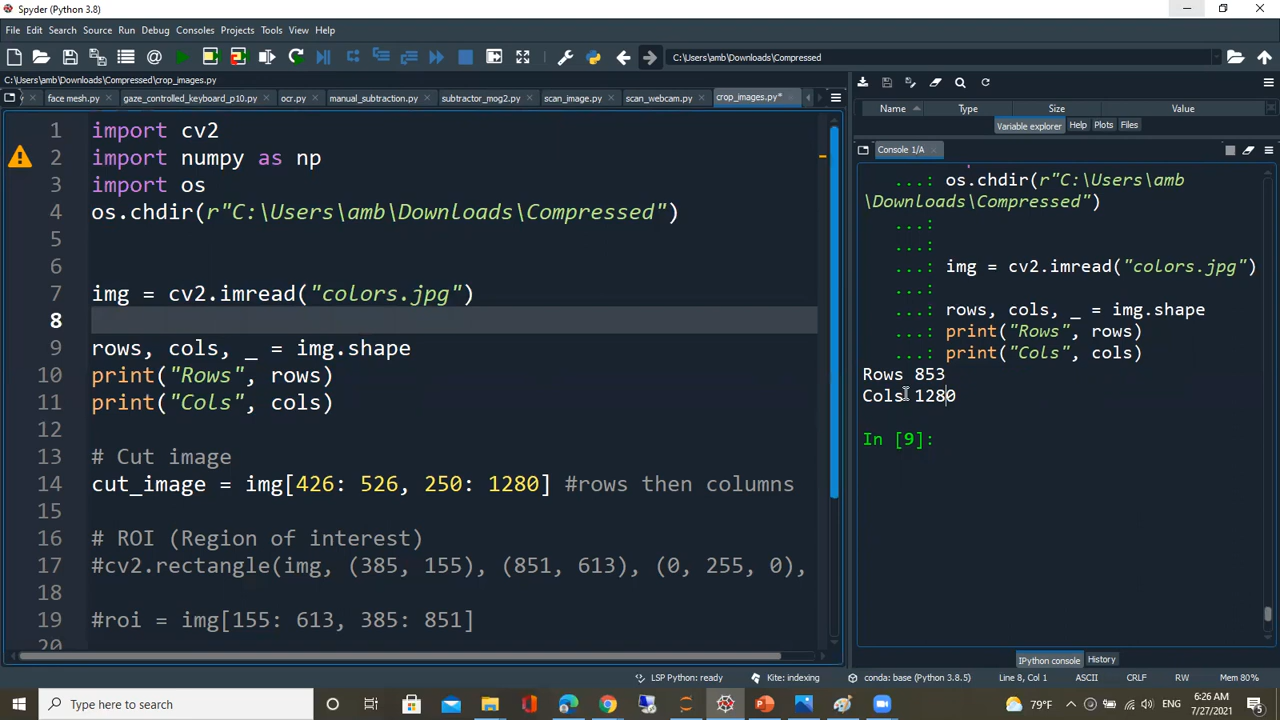 Spyder (Python 3.8)
File Edit Search Source Run Debug Consoles Projects Tools View Help
C:\Users\amb\Downloads\Compressed
C:\Users\amb\Downloads\Compressed\crop_images.py
face mesh.py gaze_controlled_keyboard_p10.py ocr.py manual_subtraction.py subtractor_mog2.py scan_image.py scan_webcam.py crop_images.py*
Name Type Size Value
Variable explorer Help Plots Files
Console 1/A
1 import cv2
2 import numpy as np
3 import os
4 os.chdir(r"C:\Users\amb\Downloads\Compressed")
5
6
7 img = cv2.imread("colors.jpg")
8
9 rows, cols, _ = img.shape
10 print("Rows", rows)
11 print("Cols", cols)
12
13 # Cut image
14 cut_image = img[426: 526, 250: 1280] #rows then columns
15
16 # ROI (Region of interest)
17 #cv2.rectangle(img, (385, 155), (851, 613), (0, 255, 0),
18
19 #roi = img[155: 613, 385: 851]
20
...: os.chdir(r"C:\Users\amb
\Downloads\Compressed")
...:
...:
...: img = cv2.imread("colors.jpg")
...:
...: rows, cols, _ = img.shape
...: print("Rows", rows)
...: print("Cols", cols)
Rows 853
Cols 1280
In [9]:
IPython console History
LSP Python: ready Kite: indexing conda: base (Python 3.8) Line 8, Col 1 ASCII CRLF RW Mem 80%
Type here to search
79°F ENG 6:26 AM
7/27/2021